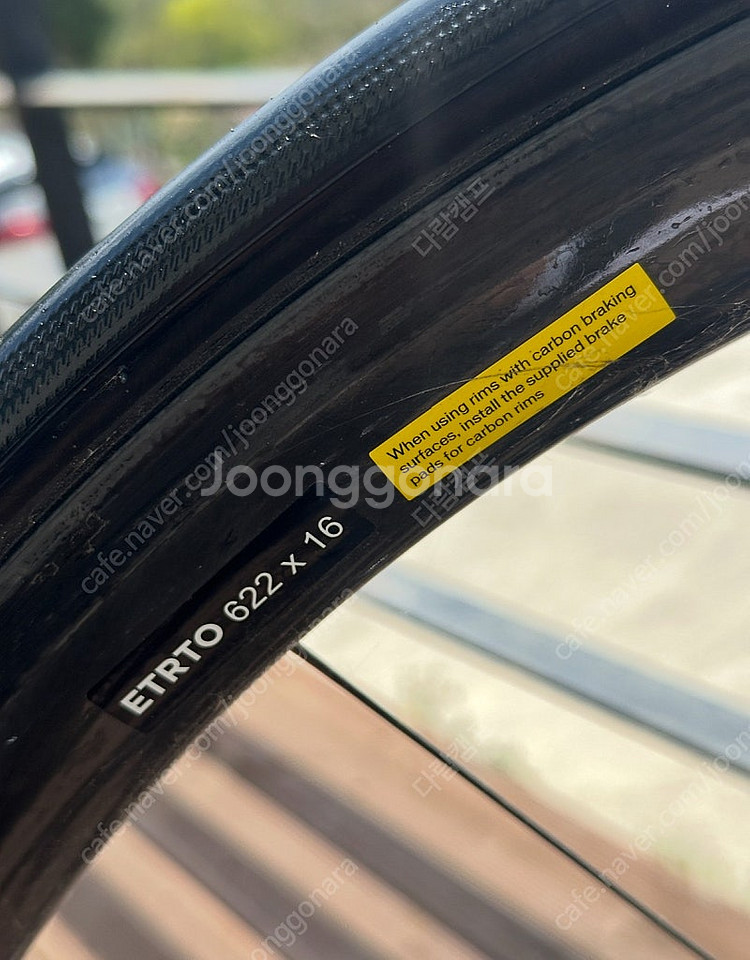 When using rims with carbon braking
surfaces, install the supplied brake
pads for carbon rims
Joonggonara
ETRTO 622 x 16
cafe.naver.com/joonggonara
다람캠프